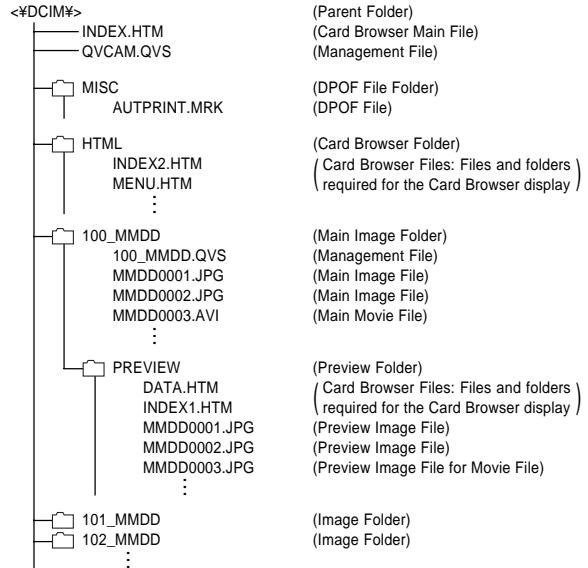 <¥DCIM¥> (Parent Folder)
INDEX.HTM (Card Browser Main File)
QVCAM.QVS (Management File)
MISC (DPOF File Folder)
AUTPRINT.MRK (DPOF File)
HTML (Card Browser Folder)
INDEX2.HTM (Card Browser Files: Files and folders
MENU.HTM required for the Card Browser display)
100_MMDD (Main Image Folder)
100_MMDD.QVS (Management File)
MMDD0001.JPG (Main Image File)
MMDD0002.JPG (Main Image File)
MMDD0003.AVI (Main Movie File)
PREVIEW (Preview Folder)
DATA.HTM (Card Browser Files: Files and folders
INDEX1.HTM required for the Card Browser display)
MMDD0001.JPG (Preview Image File)
MMDD0002.JPG (Preview Image File)
MMDD0003.JPG (Preview Image File for Movie File)
101_MMDD (Image Folder)
102_MMDD (Image Folder)